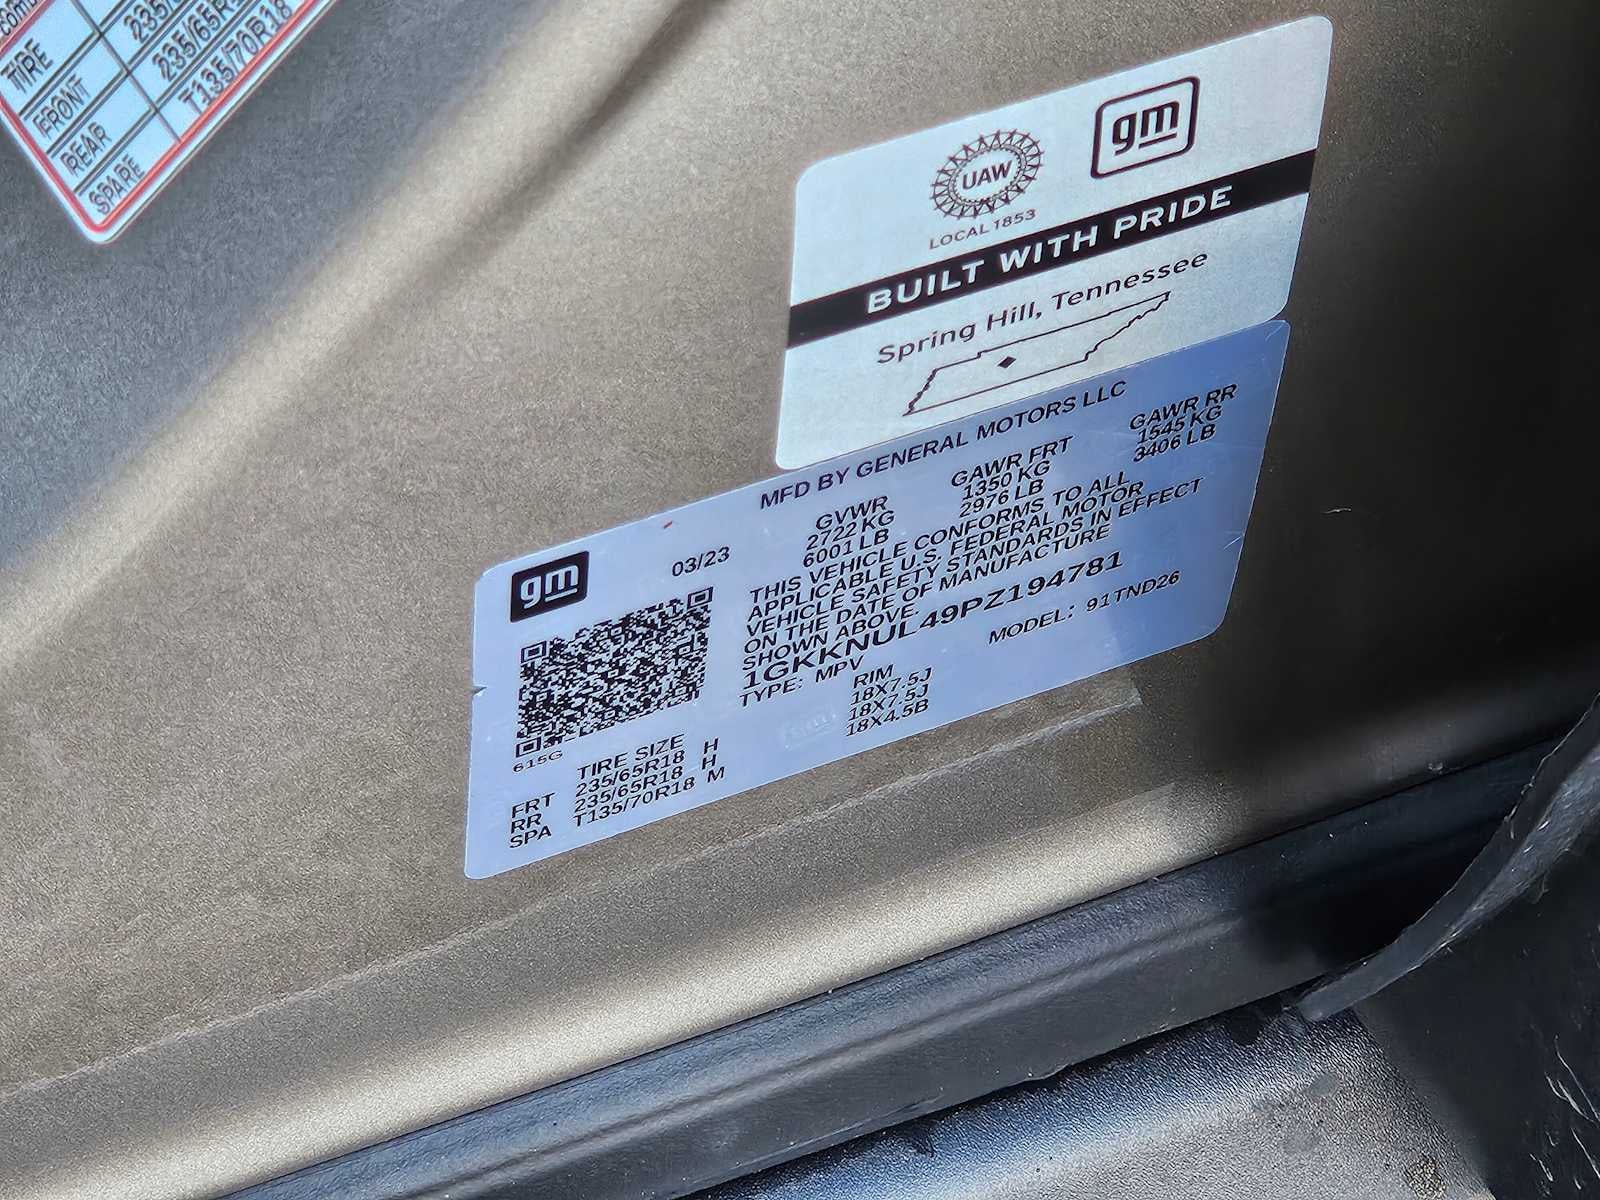 TIRE
FRONT 235/65R
REAR 235/65R18
SPARE T135/70R18
UAW
LOCAL 1853
gm
BUILT WITH PRIDE
Spring Hill, Tennessee
MFD BY GENERAL MOTORS LLC
gm
03/23
GVWR GAWR FRT GAWR RR
2722 KG 1350 KG 1545 KG
6001 LB 2976 LB 3406 LB
THIS VEHICLE CONFORMS TO ALL
APPLICABLE U.S. FEDERAL MOTOR
VEHICLE SAFETY STANDARDS IN EFFECT
ON THE DATE OF MANUFACTURE
SHOWN ABOVE.
1GKKNUL49PZ194781
TYPE: MPV MODEL: 91TND26
615G
TIRE SIZE RIM
FRT 235/65R18 H 18X7.5J
RR 235/65R18 H 18X7.5J
SPA T135/70R18 M 18X4.5B